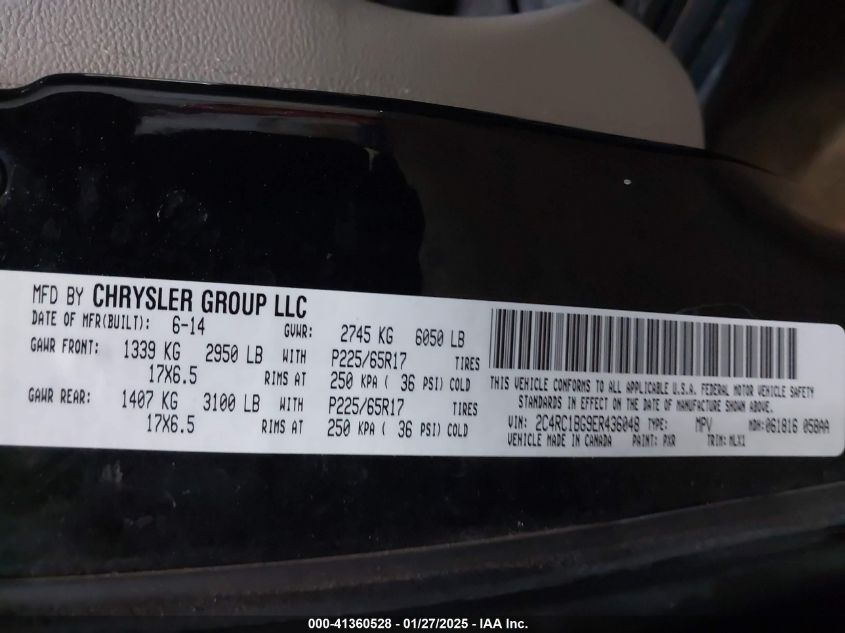 MFD BY CHRYSLER GROUP LLC
DATE OF MFR(BUILT): 6-14 GVWR: 2745 KG 6050 LB
GAWR FRONT: 1339 KG 2950 LB WITH P225/65R17 TIRES
17X6.5 RIMS AT 250 KPA ( 36 PSI) COLD
GAWR REAR: 1407 KG 3100 LB WITH P225/65R17 TIRES
17X6.5 RIMS AT 250 KPA ( 36 PSI) COLD
THIS VEHICLE CONFORMS TO ALL APPLICABLE U.S.A. FEDERAL MOTOR VEHICLE SAFETY
STANDARDS IN EFFECT ON THE DATE OF MANUFACTURE SHOWN ABOVE.
VIN: 2C4RC1BG9ER436048 TYPE: MPV MDH: 061816 058AA
VEHICLE MADE IN CANADA PAINT: PXR TRIM: MLX1
000-41360528 - 01/27/2025 - IAA Inc.